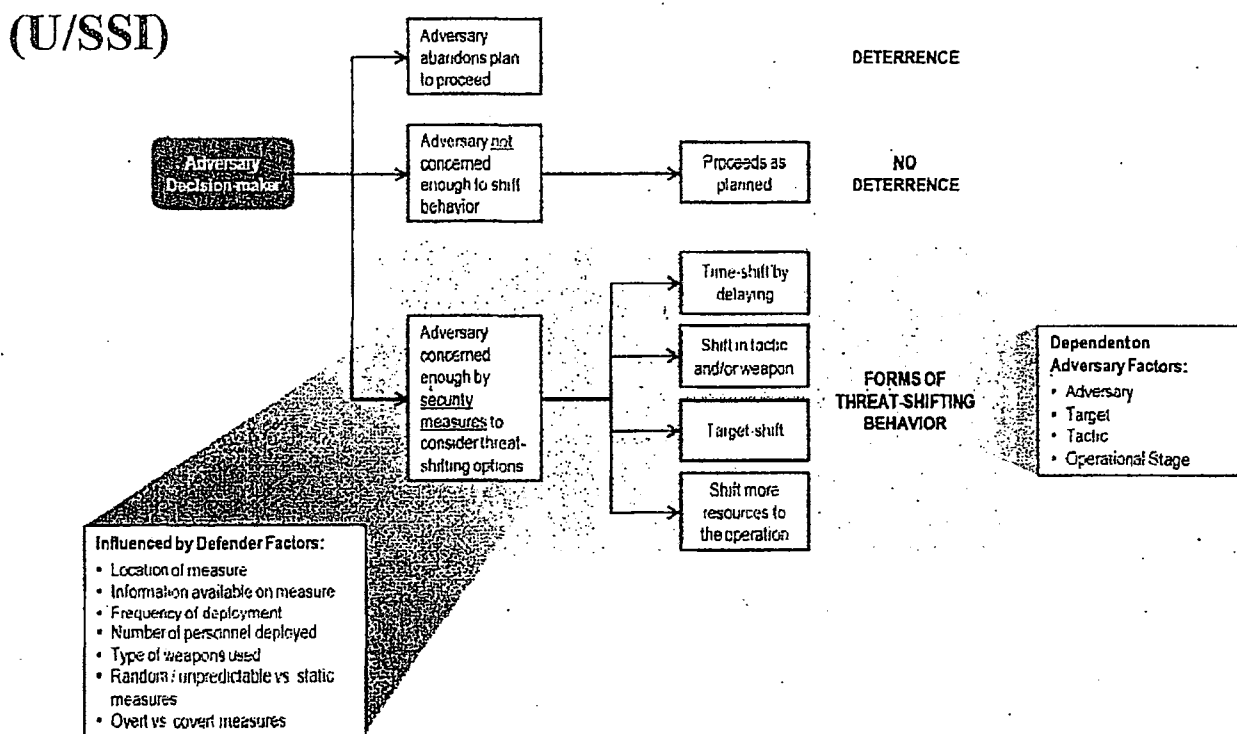 (U/SSI)
Adversary
abandons plan
to proceed
DETERRENCE
Adversary
Decision-maker
Adversary not
concerned
enough to shift
behavior
Proceeds as
planned
NO
DETERRENCE
Adversary
concerned
enough by
security
measures to
consider threat-
shifting options
Time-shift by
delaying
Shift in tactic
and/or weapon
Target-shift
Shift more
resources to
the operation
FORMS OF
THREAT-SHIFTING
BEHAVIOR
Dependent on
Adversary Factors:
• Adversary
• Target
• Tactic
• Operational Stage
Influenced by Defender Factors:
• Location of measure
• Information available on measure
• Frequency of deployment
• Number of personnel deployed
• Type of weapons used
• Random / unpredictable vs static
measures
• Overt vs covert measures